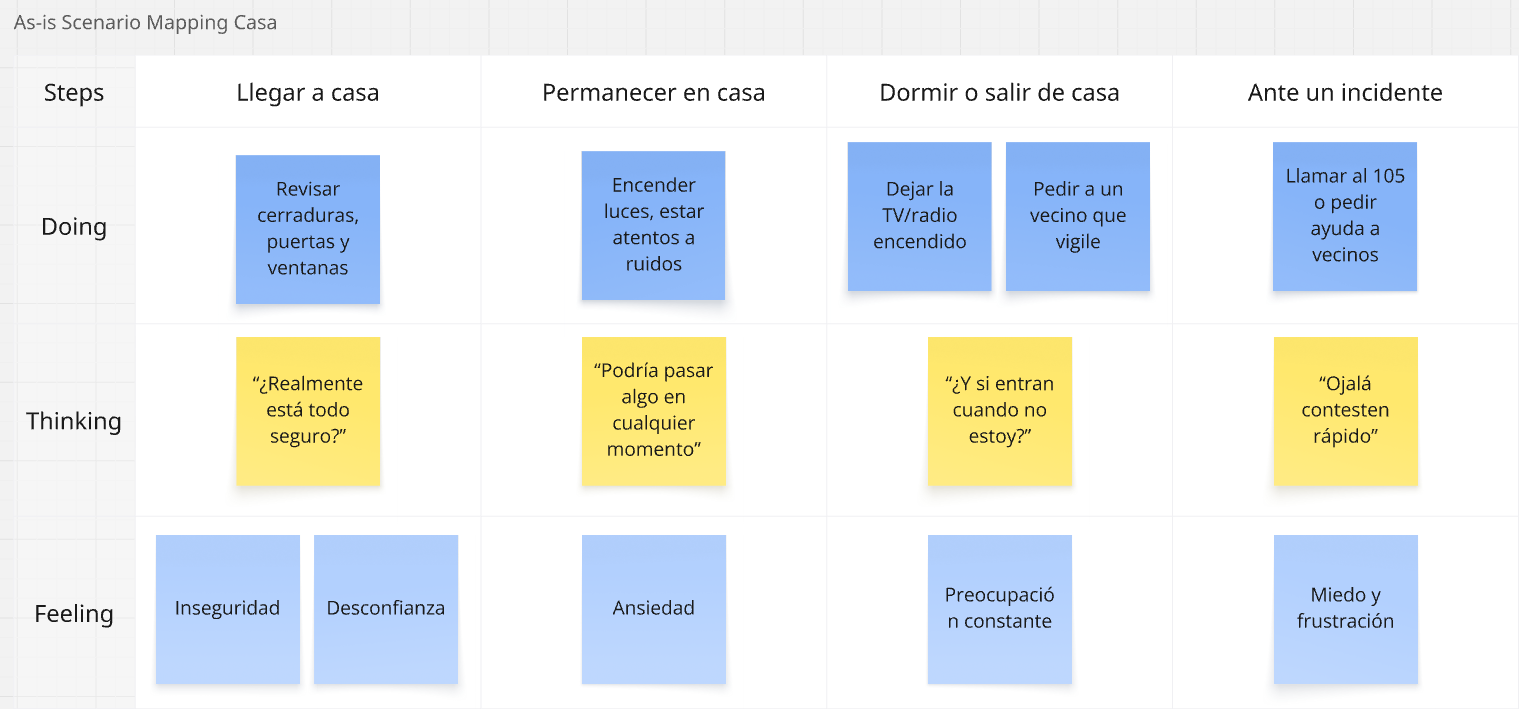 As-is Scenario Mapping Casa
Steps
Llegar a casa
Permanecer en casa
Dormir o salir de casa
Ante un incidente
Doing
Revisar
cerraduras,
puertas y
ventanas
Encender
luces, estar
atentos a
ruidos
Dejar la
TV/radio
encendido
Pedir a un
vecino que
vigile
Llamar al 105
o pedir
ayuda a
vecinos
Thinking
“¿Realmente
está todo
seguro?”
“Podría pasar
algo en
cualquier
momento”
“¿Y si entran
cuando no
estoy?”
“Ojalá
contesten
rápido”
Feeling
Inseguridad
Desconfianza
Ansiedad
Preocupació
n constante
Miedo y
frustración